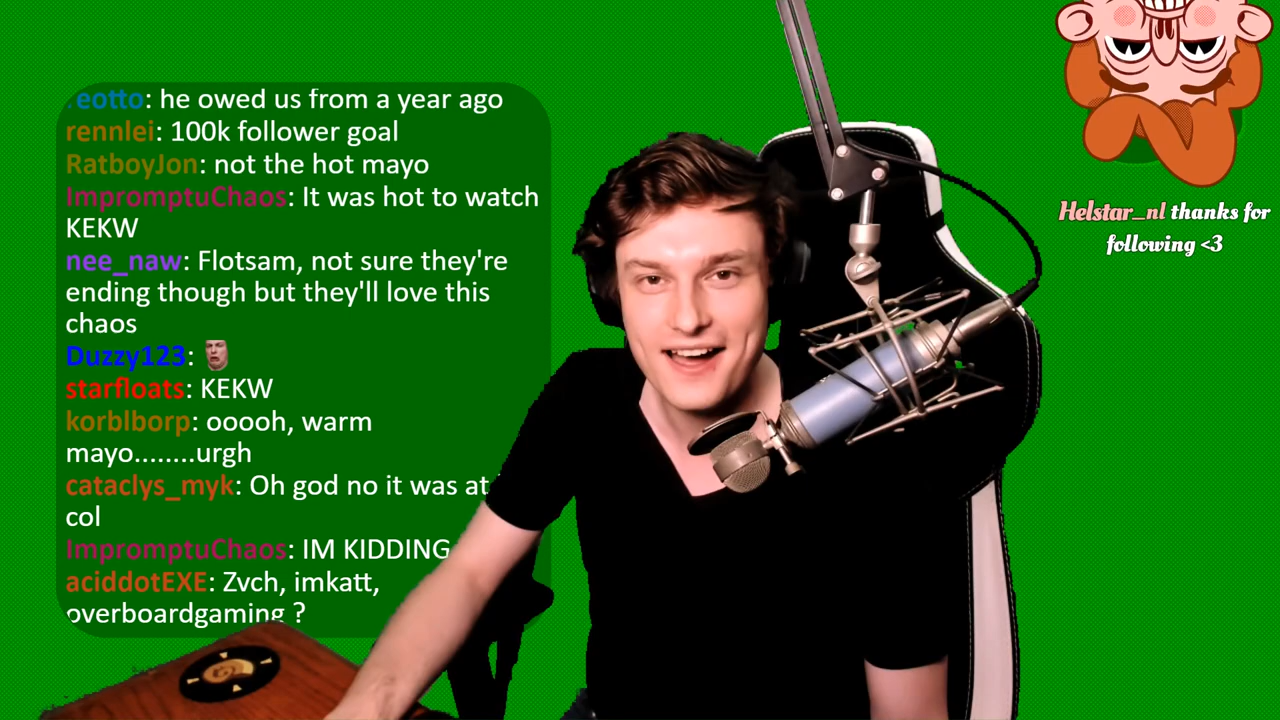 eotto: he owed us from a year ago
rennlei: 100k follower goal
RatboyJon: not the hot mayo
ImpromptuChaos: It was hot to watch
KEKW
nee_naw: Flotsam, not sure they're
ending though but they'll love this
chaos
Duzzy123:
starfloats: KEKW
korblborp: ooooh, warm
mayo........urgh
cataclys_myk: Oh god no it was at
col
ImpromptuChaos: IM KIDDING
aciddotEXE: Zvch, imkatt,
overboardgaming ?
Helstar_nl thanks for
following <3